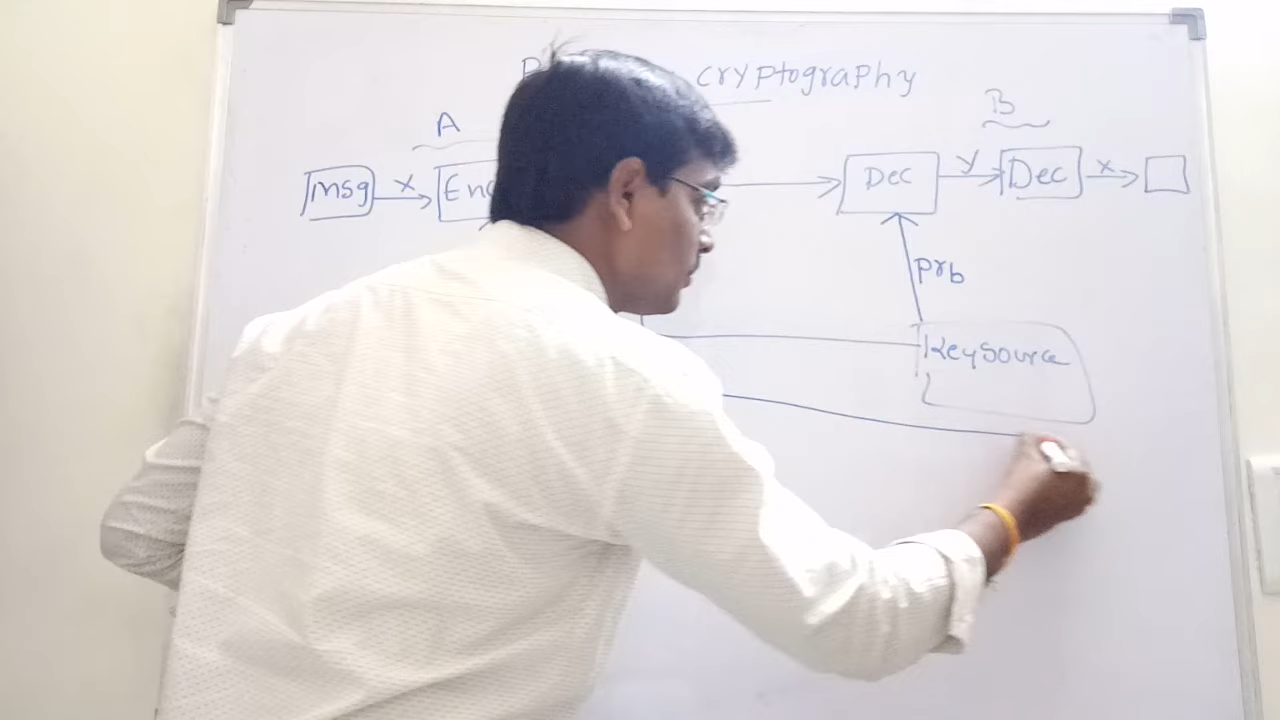 cryptography
A
B
msg x Enc Dec y Dec x
prb
Keysource